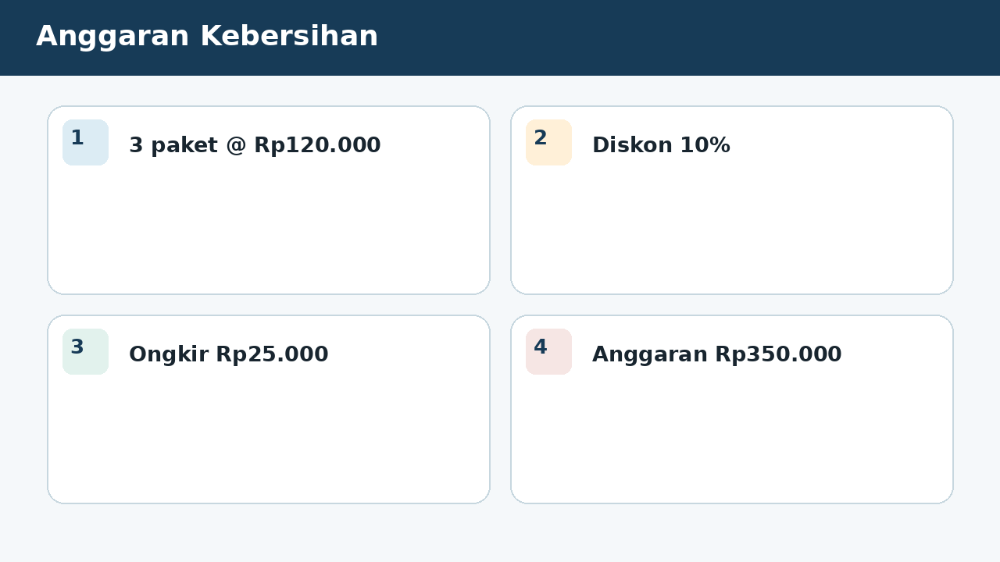 Anggaran Kebersihan
1
3 paket @ Rp120.000
2
Diskon 10%
3
Ongkir Rp25.000
4
Anggaran Rp350.000